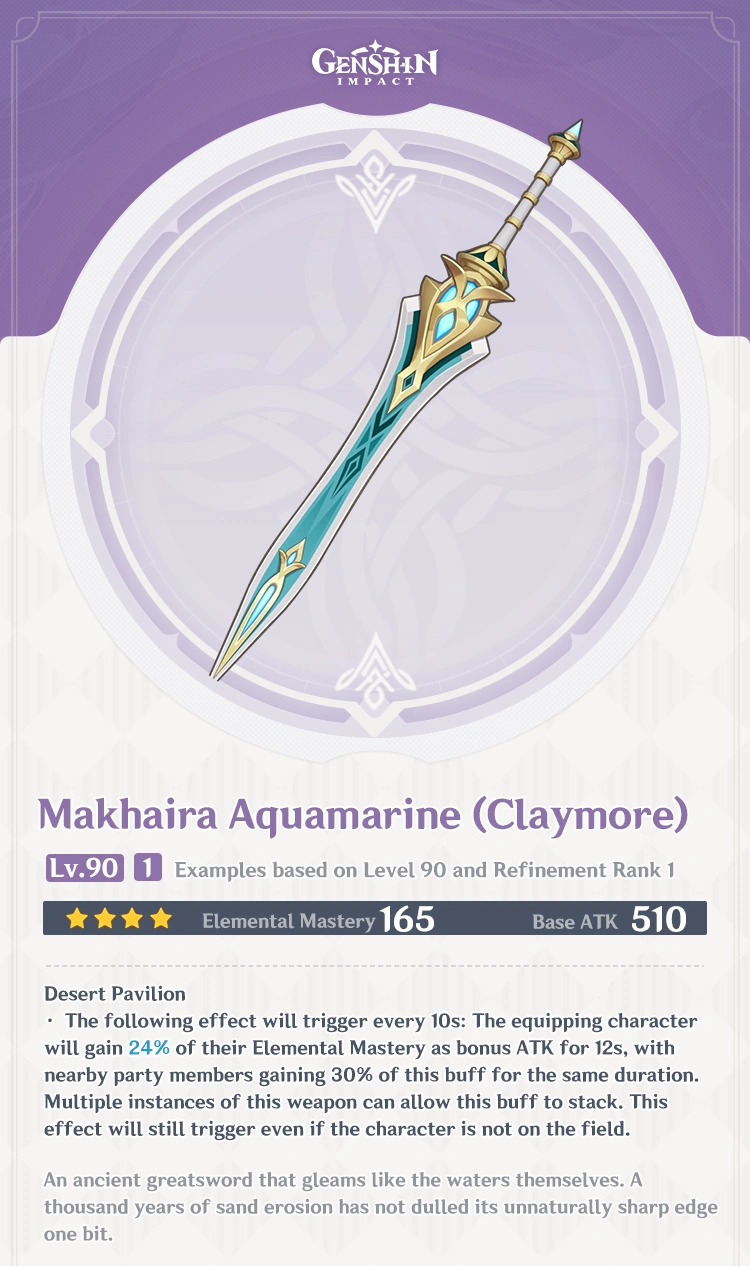 GENSHIN
IMPACT
Makhaira Aquamarine (Claymore)
Lv.90 1 Examples based on Level 90 and Refinement Rank 1
Elemental Mastery 165 Base ATK 510
Desert Pavilion
· The following effect will trigger every 10s: The equipping character
will gain 24% of their Elemental Mastery as bonus ATK for 12s, with
nearby party members gaining 30% of this buff for the same duration.
Multiple instances of this weapon can allow this buff to stack. This
effect will still trigger even if the character is not on the field.
An ancient greatsword that gleams like the waters themselves. A
thousand years of sand erosion has not dulled its unnaturally sharp edge
one bit.